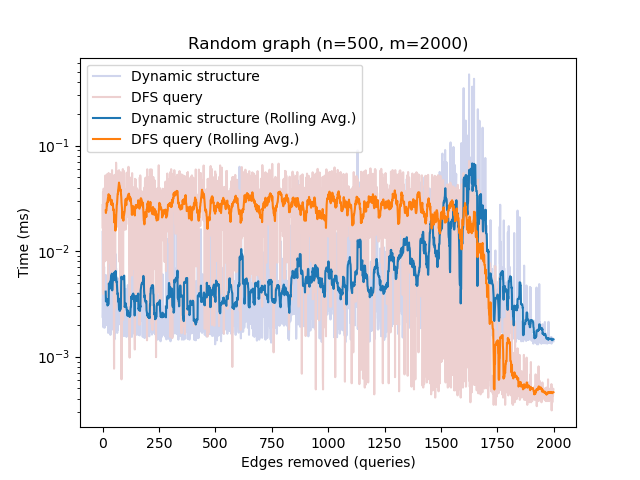 Random graph (n=500, m=2000)
Dynamic structure
DFS query
Dynamic structure (Rolling Avg.)
DFS query (Rolling Avg.)
Time (ms)
10⁻¹
10⁻²
10⁻³
0 250 500 750 1000 1250 1500 1750 2000
Edges removed (queries)